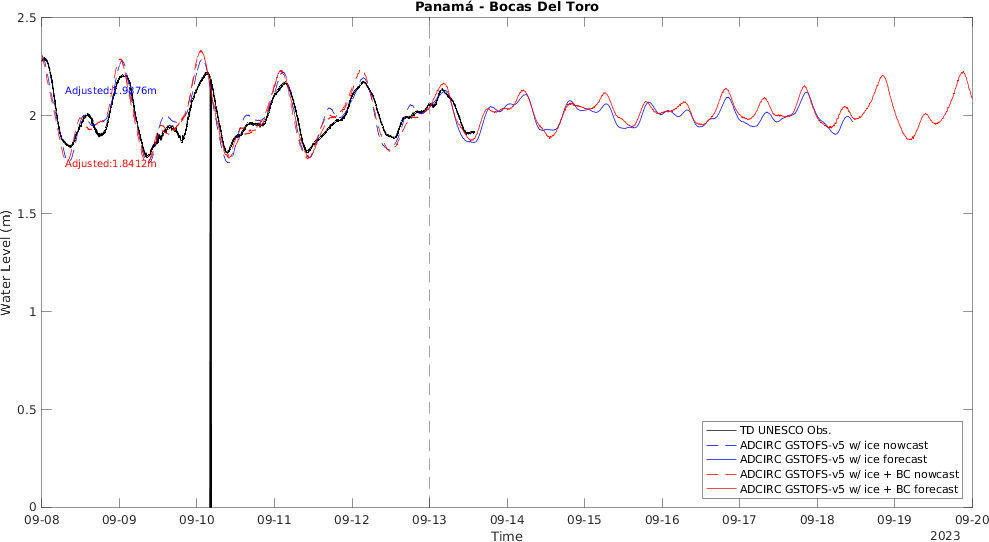 Panamá - Bocas Del Toro
2.5
2
1.5
1
0.5
0
Water Level (m)
Adjusted:1.9876m
Adjusted:1.8412m
TD UNESCO Obs.
ADCIRC GSTOFS-v5 w/ ice nowcast
ADCIRC GSTOFS-v5 w/ ice forecast
ADCIRC GSTOFS-v5 w/ ice + BC nowcast
ADCIRC GSTOFS-v5 w/ ice + BC forecast
09-08 09-09 09-10 09-11 09-12 09-13 09-14 09-15 09-16 09-17 09-18 09-19 09-20
Time
2023